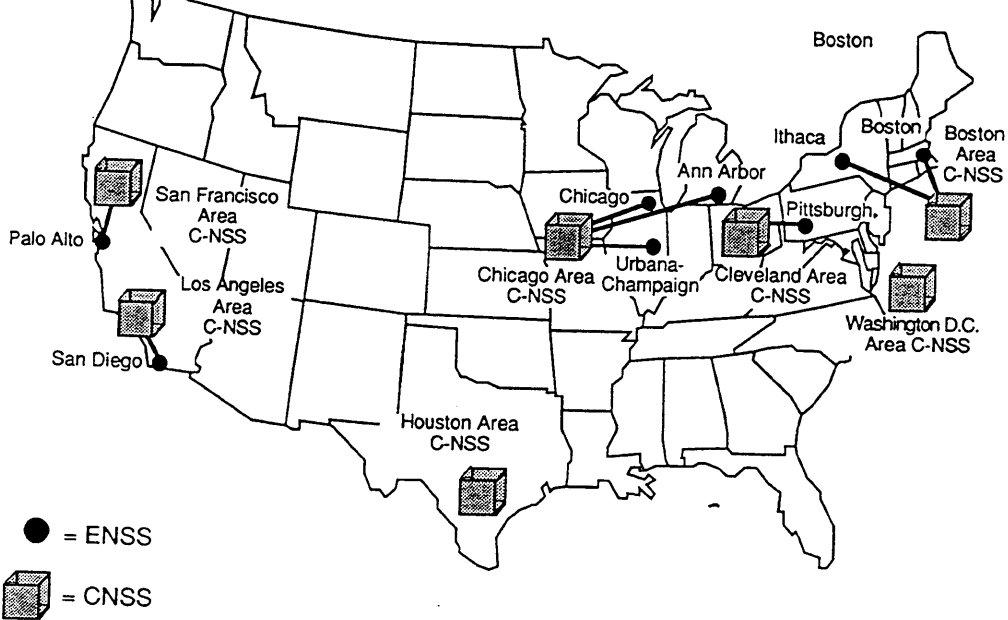 Boston
Ithaca
Boston
Boston
Area
C-NSS
Ann Arbor
Chicago
San Francisco
Area
C-NSS
Palo Alto
Pittsburgh
Chicago Area
C-NSS
Urbana-
Champaign
Cleveland Area
C-NSS
Los Angeles
Area
C-NSS
Washington D.C.
Area C-NSS
San Diego
Houston Area
C-NSS
= ENSS
= CNSS